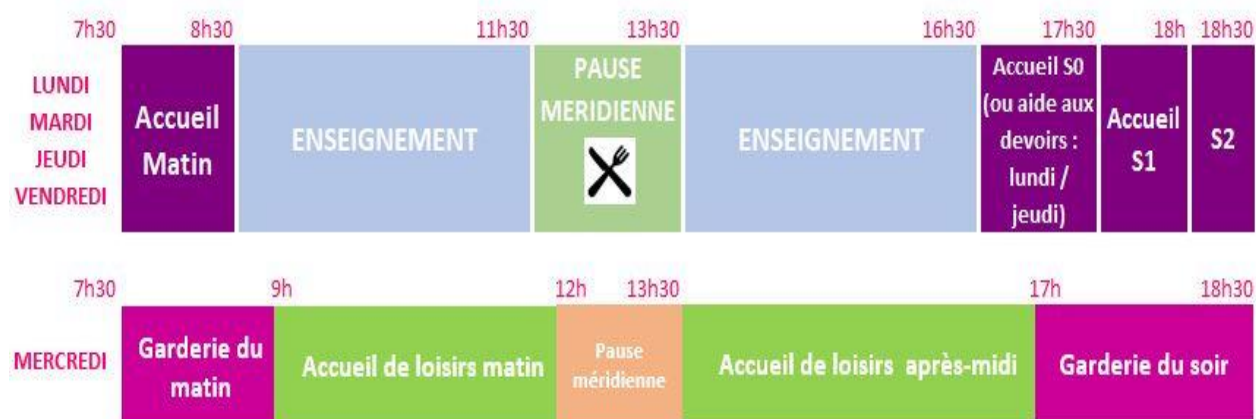 7h30 8h30 11h30 13h30 16h30 17h30 18h 18h30
LUNDI
MARDI
JEUDI
VENDREDI
Accueil
Matin
ENSEIGNEMENT
PAUSE
MERIDIENNE
ENSEIGNEMENT
Accueil S0
(ou aide aux
devoirs :
lundi /
jeudi)
Accueil
S1
S2
7h30 9h 12h 13h30 17h 18h30
MERCREDI
Garderie du
matin
Accueil de loisirs matin
Pause
méridienne
Accueil de loisirs après-midi
Garderie du soir